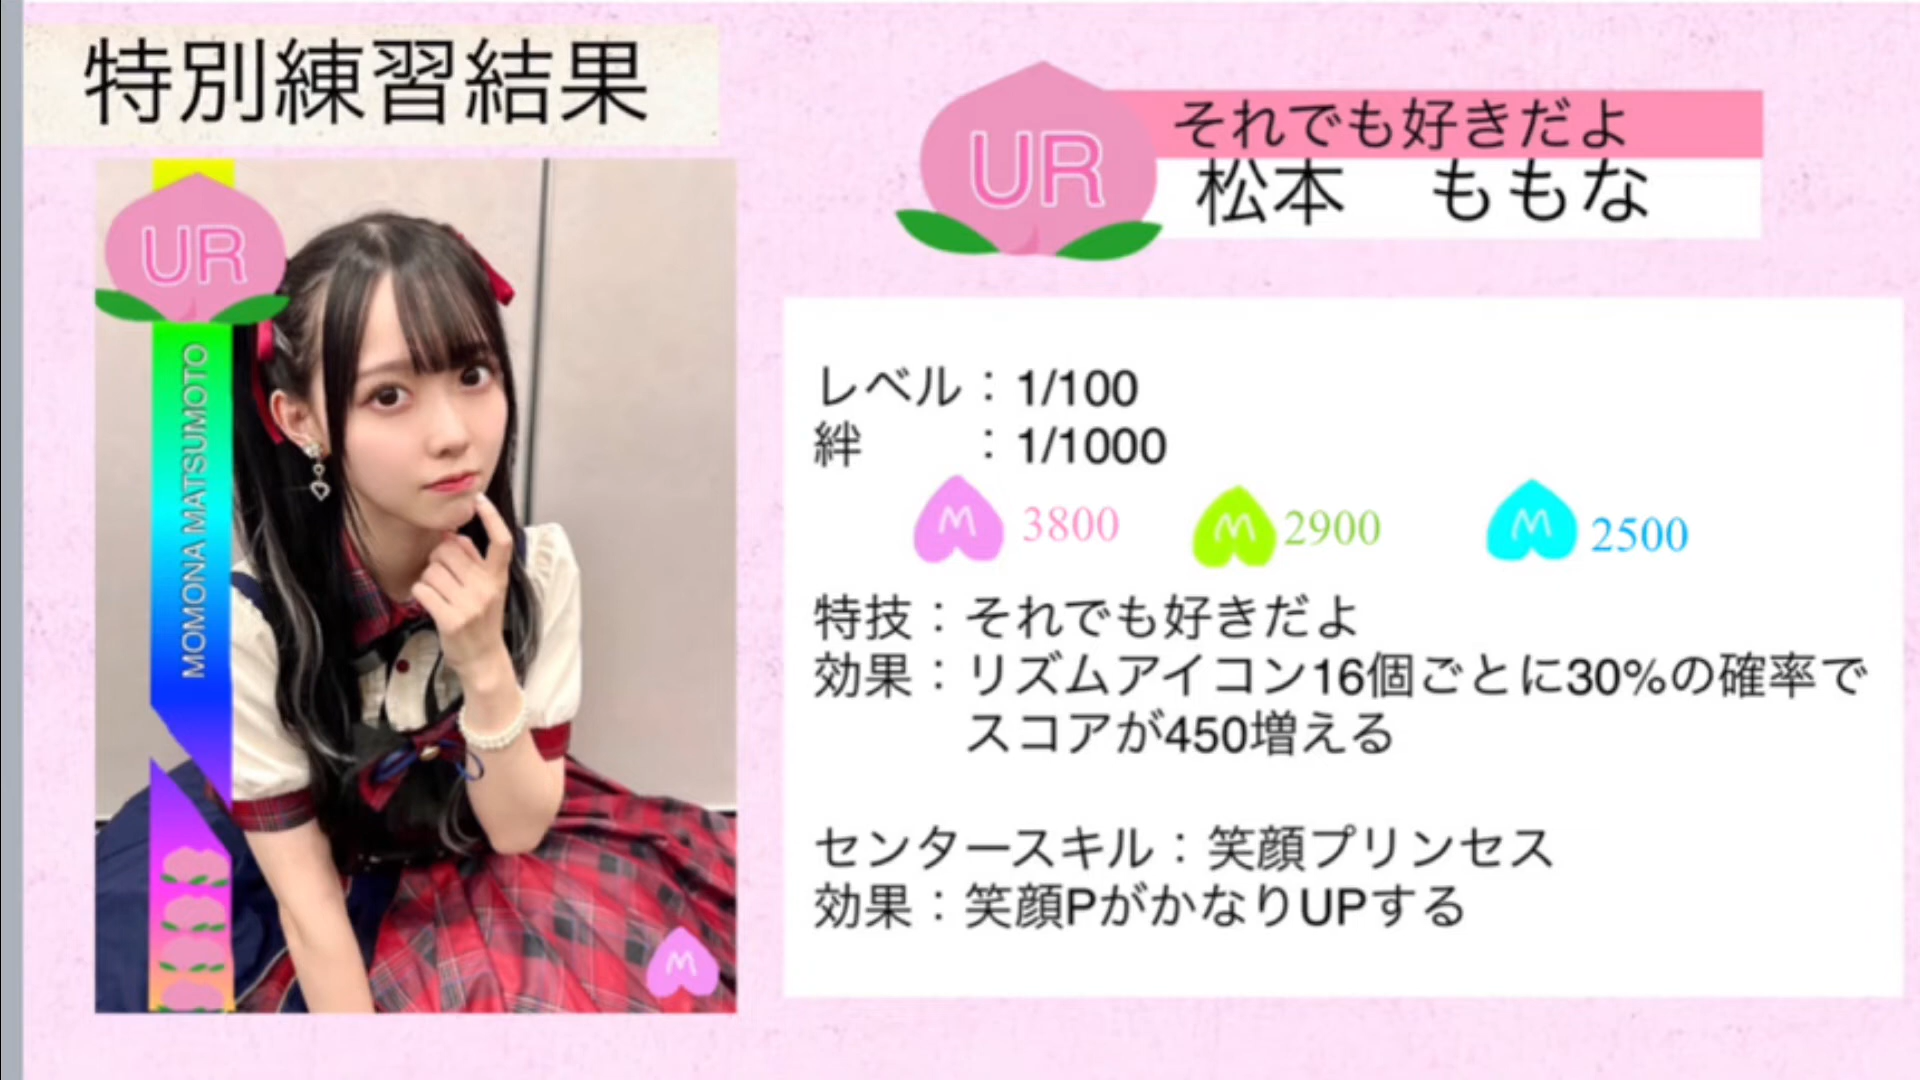 特別練習結果
UR
MOMONA MATSUMOTO
M
UR
それでも好きだよ
松本　ももな
レベル：1/100
絆　　：1/1000
M 3800 M 2900 M 2500
特技：それでも好きだよ
効果：リズムアイコン16個ごとに30%の確率で
スコアが450増える
センタースキル：笑顔プリンセス
効果：笑顔PがかなりUPする